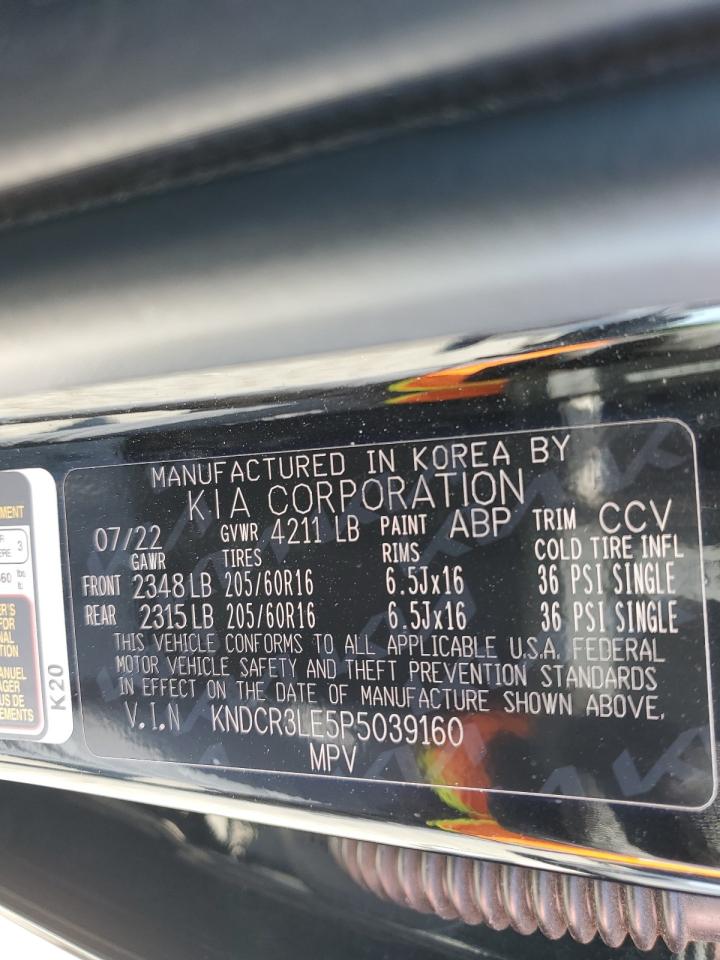 MANUFACTURED IN KOREA BY
KIA CORPORATION
07/22 GVWR 4211 LB PAINT ABP TRIM CCV
GAWR TIRES RIMS COLD TIRE INFL
FRONT 2348 LB 205/60R16 6.5Jx16 36 PSI SINGLE
REAR 2315 LB 205/60R16 6.5Jx16 36 PSI SINGLE
THIS VEHICLE CONFORMS TO ALL APPLICABLE U.S.A. FEDERAL
MOTOR VEHICLE SAFETY AND THEFT PREVENTION STANDARDS
IN EFFECT ON THE DATE OF MANUFACTURE SHOWN ABOVE.
V.I.N KNDCR3LE5P5039160
MPV
K20
3